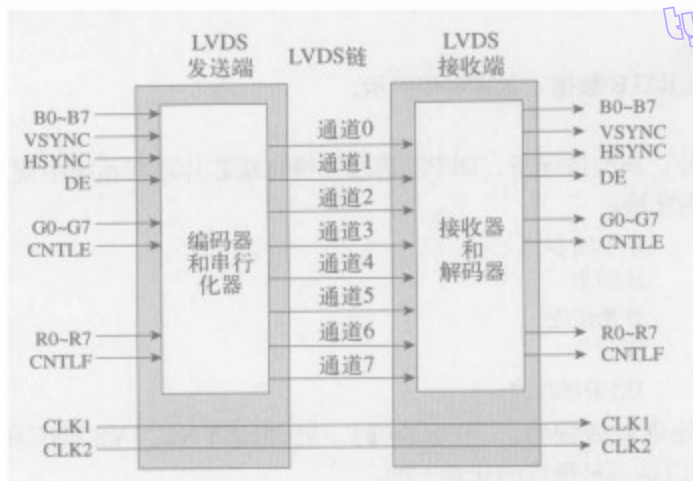 LVDS
发送端
LVDS链
LVDS
接收端
B0~B7
VSYNC
HSYNC
DE
G0~G7
CNTLE
R0~R7
CNTLF
CLK1
CLK2
编码器
和串行
化器
通道0
通道1
通道2
通道3
通道4
通道5
通道6
通道7
接收器
和
解码器
B0~B7
VSYNC
HSYNC
DE
G0~G7
CNTLE
R0~R7
CNTLF
CLK1
CLK2